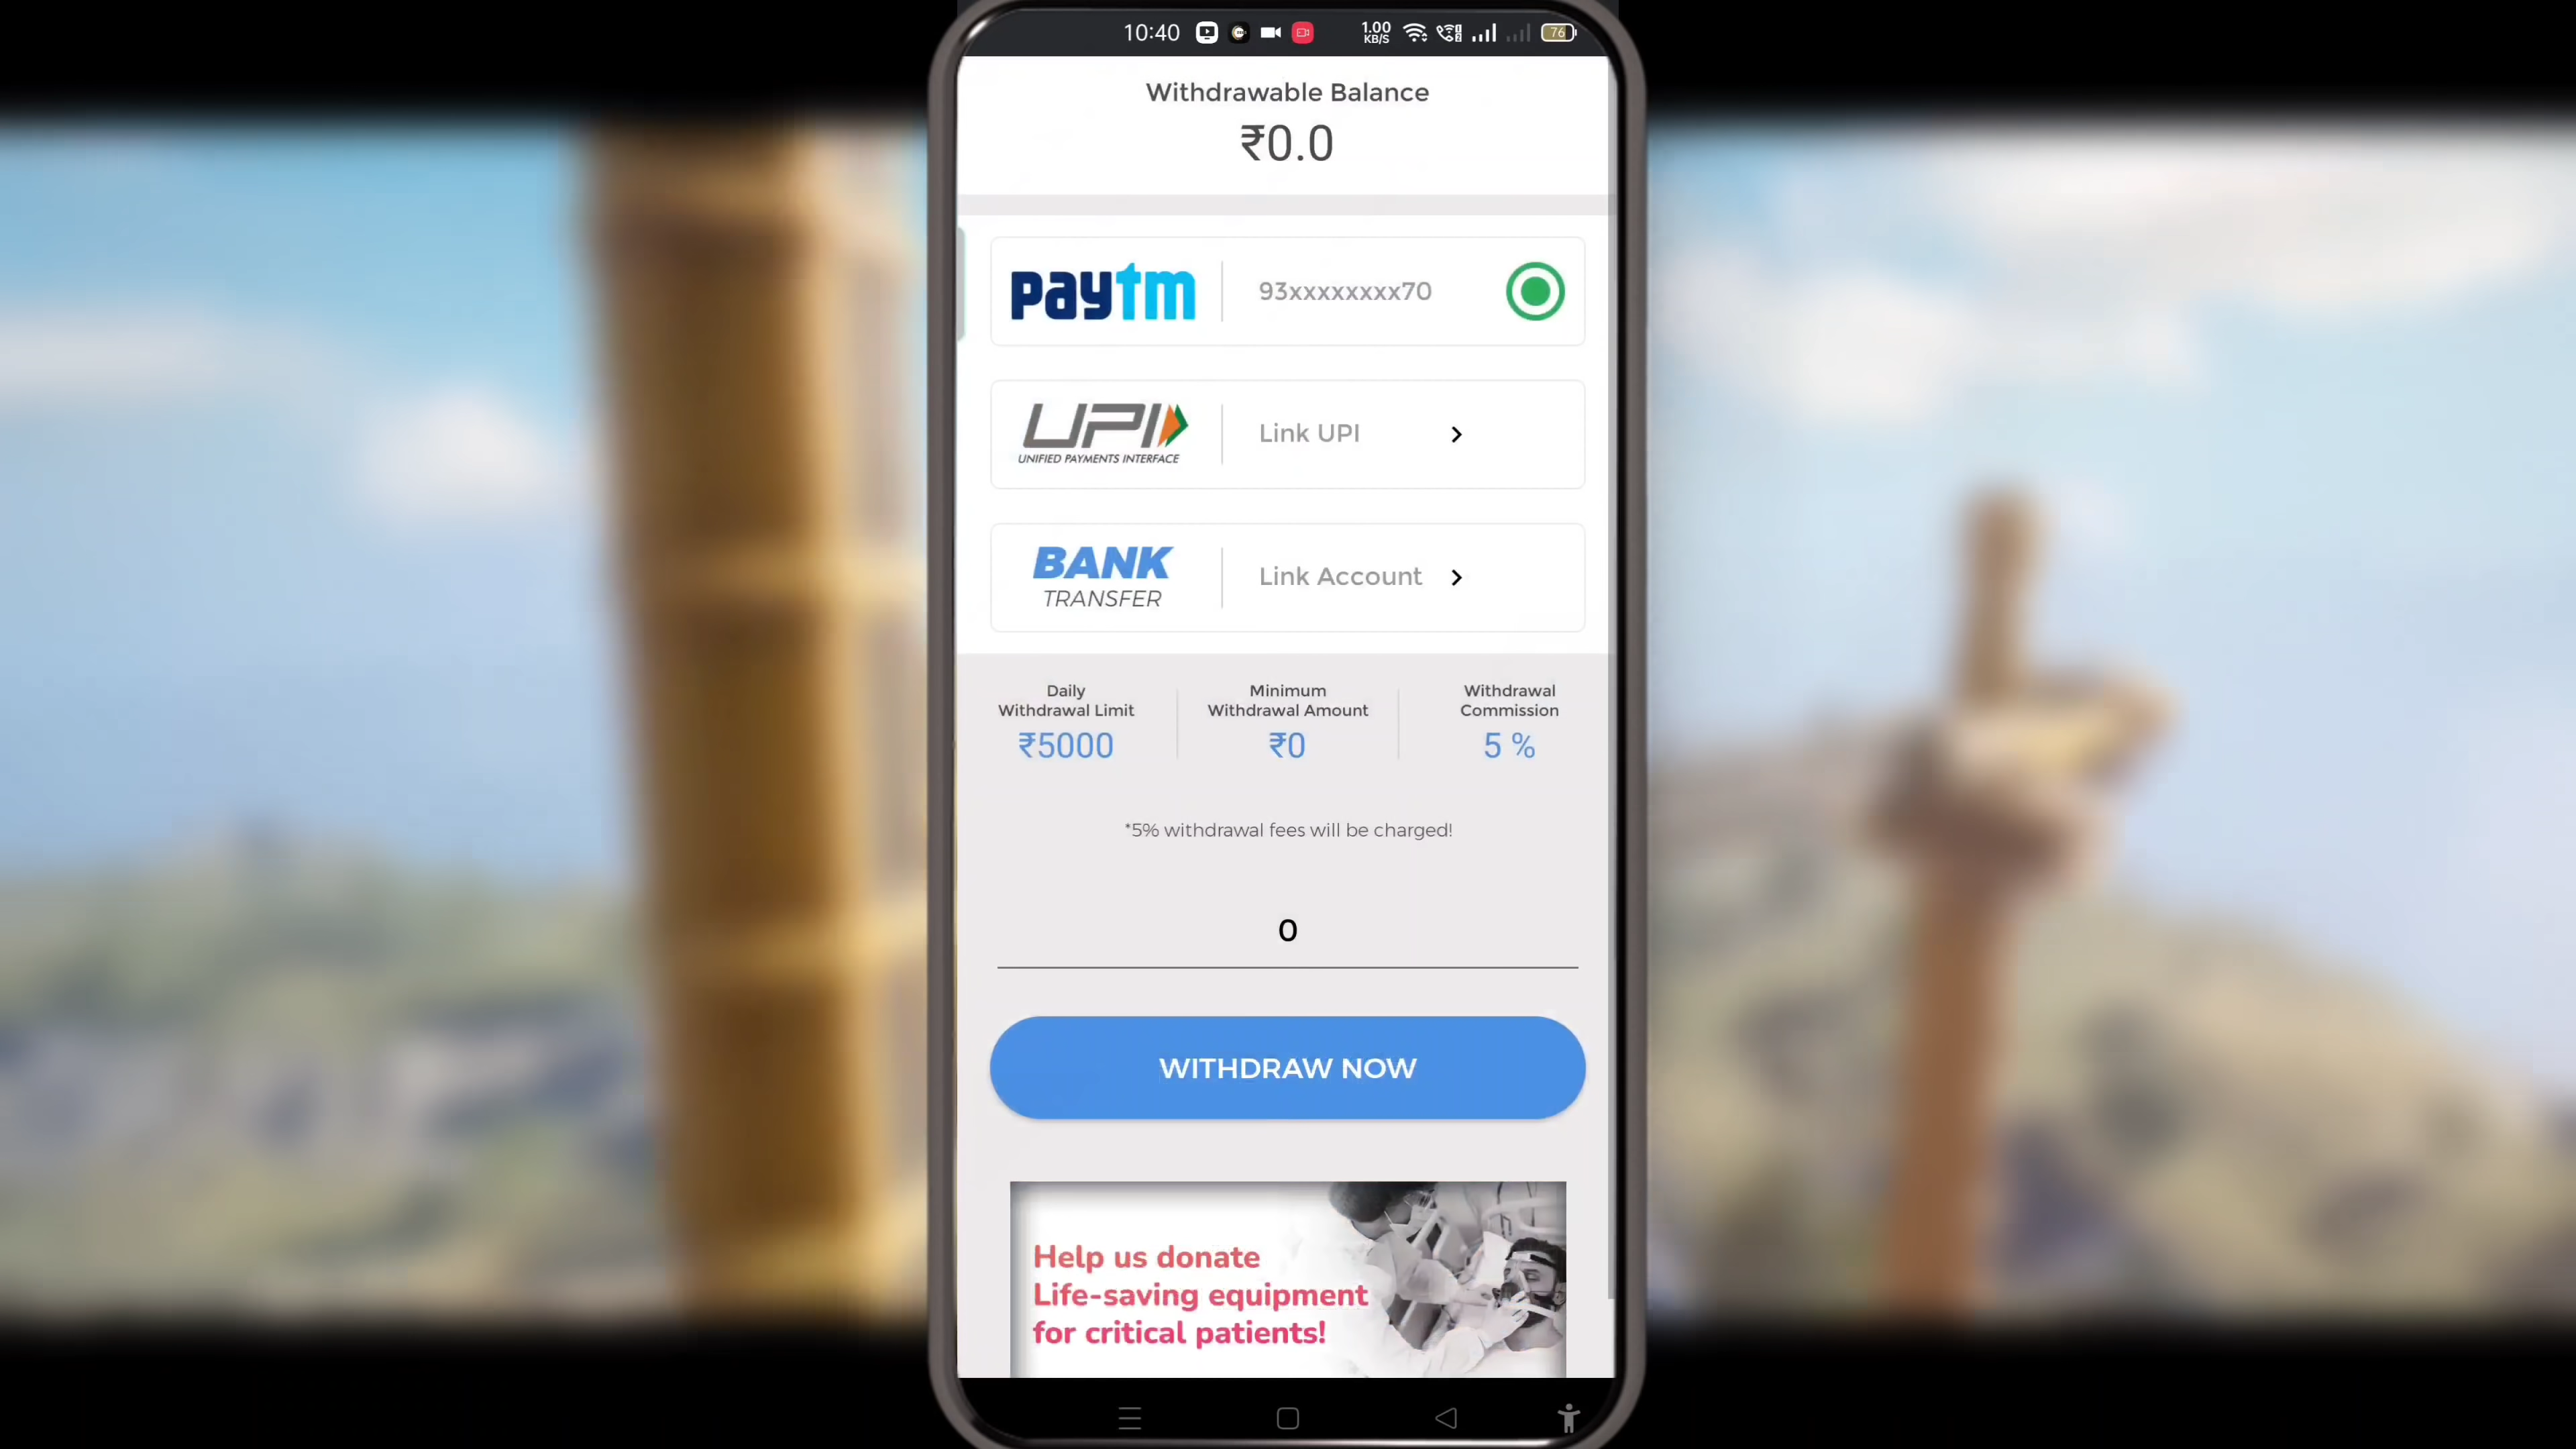 10:40
1.00
KB/S
76
Withdrawable Balance
₹0.0
paytm
93xxxxxxxx70
UPI
UNIFIED PAYMENTS INTERFACE
Link UPI
BANK
TRANSFER
Link Account
Daily
Withdrawal Limit
₹5000
Minimum
Withdrawal Amount
₹0
Withdrawal
Commission
5 %
*5% withdrawal fees will be charged!
0
WITHDRAW NOW
Help us donate
Life-saving equipment
for critical patients!